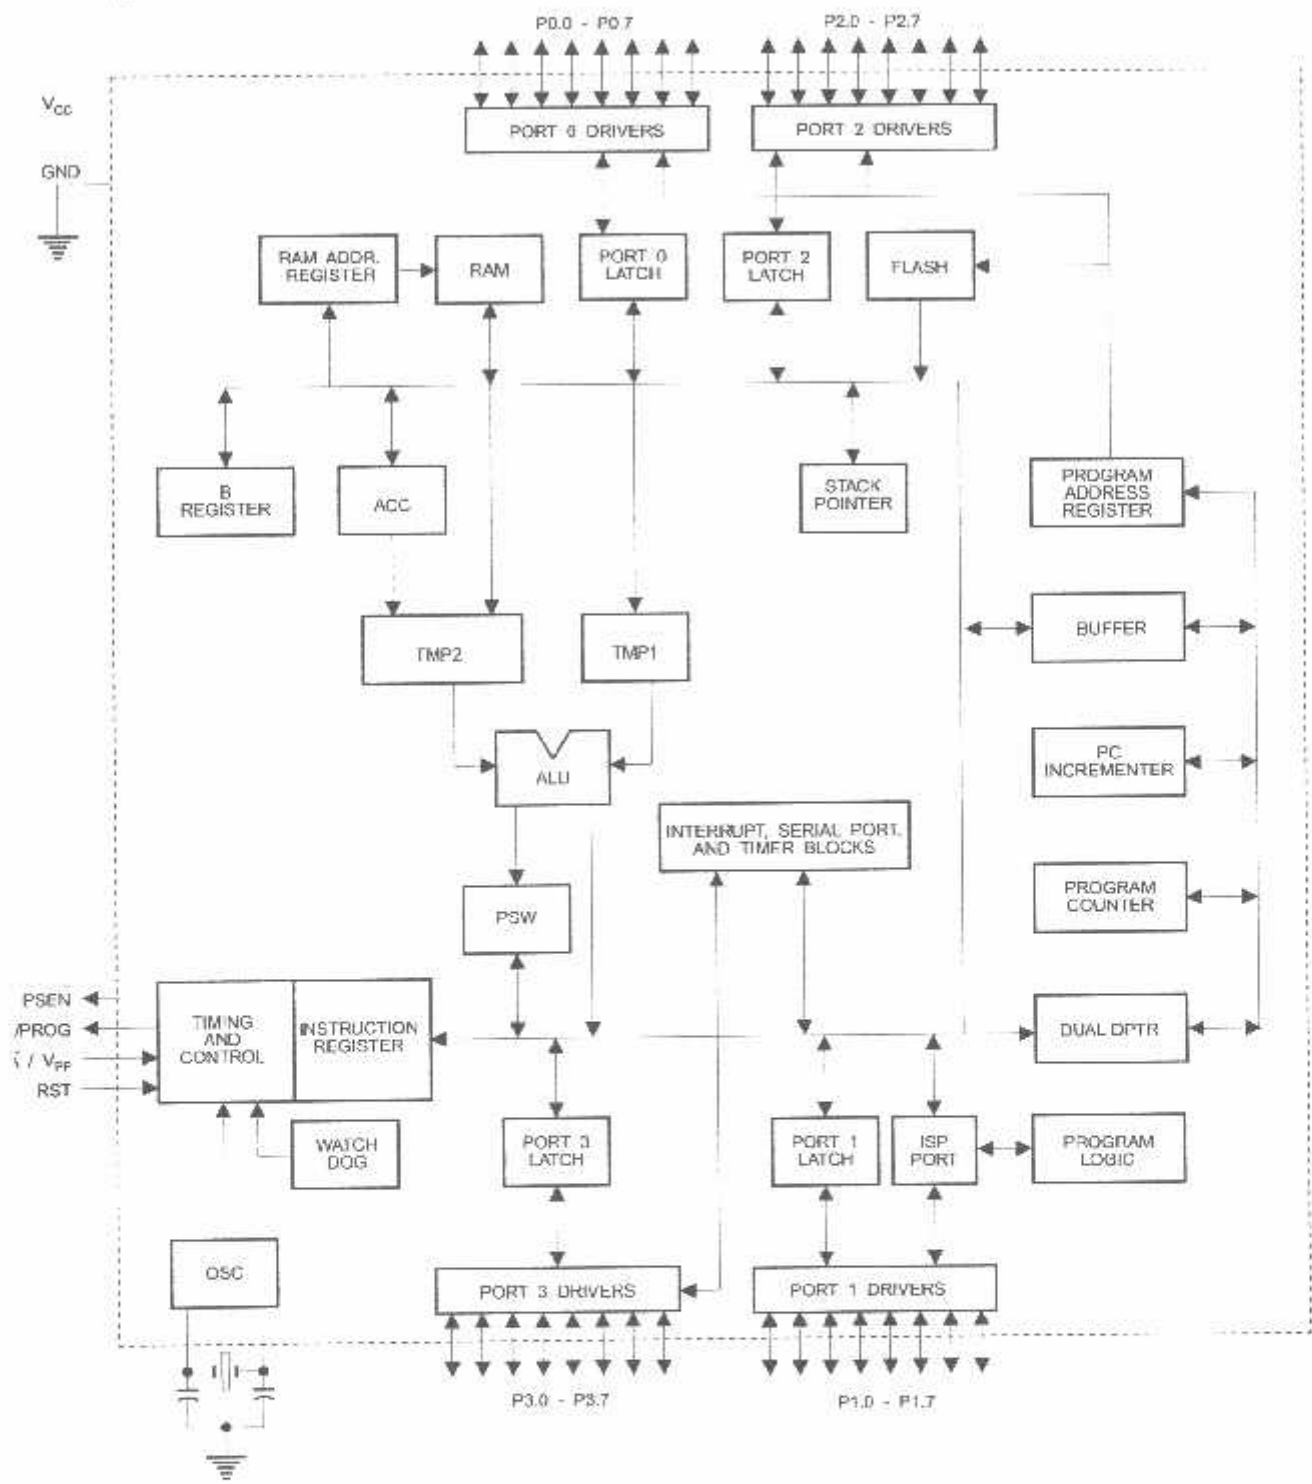 P0.0 - P0.7
P2.0 - P2.7
VCC
PORT 0 DRIVERS
PORT 2 DRIVERS
GND
RAM ADDR.
REGISTER
RAM
PORT 0
LATCH
PORT 2
LATCH
FLASH
B
REGISTER
ACC
STACK
POINTER
PROGRAM
ADDRESS
REGISTER
TMP2
TMP1
BUFFER
ALU
PC
INCREMENTER
INTERRUPT, SERIAL PORT,
AND TIMER BLOCKS
PSW
PROGRAM
COUNTER
PSEN
/PROG
/ VPP
RST
TIMING
AND
CONTROL
INSTRUCTION
REGISTER
DUAL DPTR
WATCH
DOG
PORT 3
LATCH
PORT 1
LATCH
ISP
PORT
PROGRAM
LOGIC
OSC
PORT 3 DRIVERS
PORT 1 DRIVERS
P3.0 - P3.7
P1.0 - P1.7